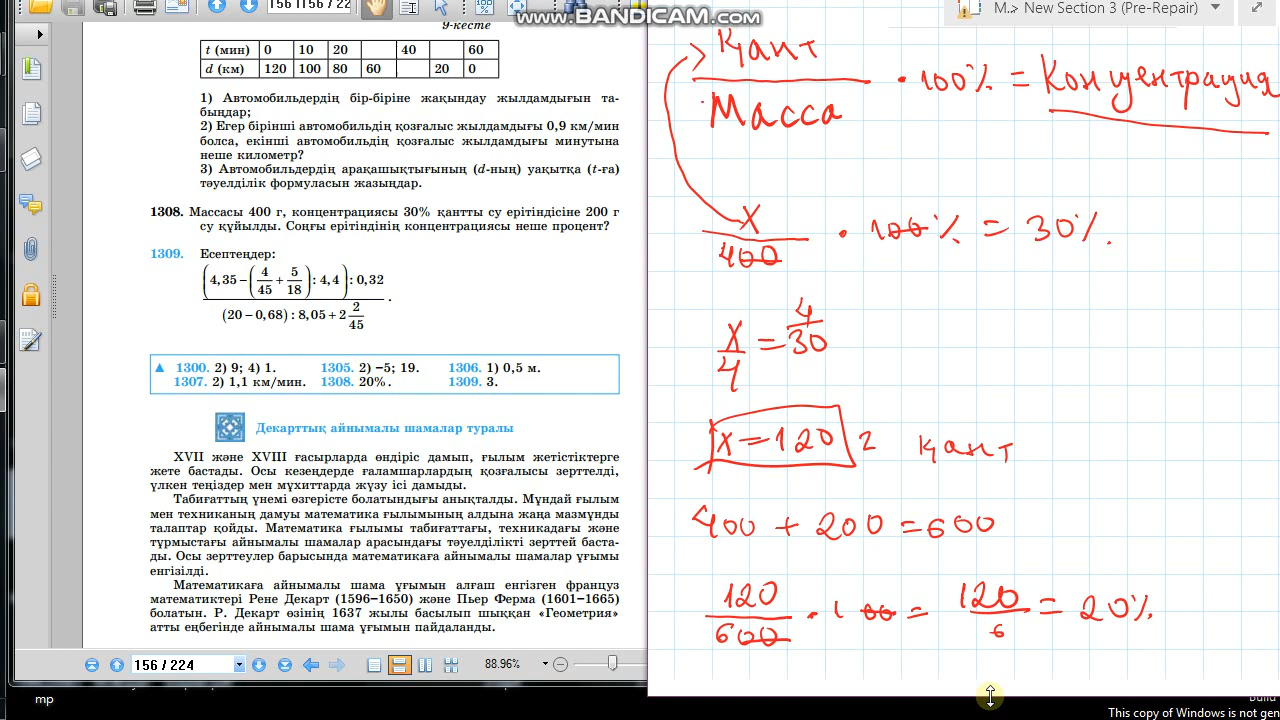 156 (156 / 22
www.BANDICAM.com
M.> New Section 3 (Pre-Repair)
9-кесте
t (мин) 0 10 20 40 60
d (км) 120 100 80 60 20 0
1) Автомобильдердің бір-біріне жақындау жылдамдығын та-
быңдар;
2) Егер бірінші автомобильдің қозғалыс жылдамдығы 0,9 км/мин
болса, екінші автомобильдің қозғалыс жылдамдығы минутына
неше километр?
3) Автомобильдердің арақашықтығының (d-ның) уақытқа (t-ға)
тәуелділік формуласын жазыңдар.
1308. Массасы 400 г, концентрациясы 30% қантты су ерітіндісіне 200 г
су құйылды. Соңғы ерітіндінің концентрациясы неше процент?
1309. Есептеңдер:
(4,35 − (4/45 + 5/18) : 4,4) : 0,32
(20 − 0,68) : 8,05 + 2 2/45 .
▲ 1300. 2) 9; 4) 1. 1305. 2) −5; 19. 1306. 1) 0,5 м.
1307. 2) 1,1 км/мин. 1308. 20%. 1309. 3.
Декарттық айнымалы шамалар туралы
XVII және XVIII ғасырларда өндіріс дамып, ғылым жетістіктерге
жете бастады. Осы кезеңдерде ғаламшарлардың қозғалысы зерттелді,
үлкен теңіздер мен мұхиттарда жүзу ісі дамыды.
Табиғаттың үнемі өзгерісте болатындығы анықталды. Мұндай ғылым
мен техниканың дамуы математика ғылымының алдына жаңа мазмұнды
талаптар қойды. Математика ғылымы табиғаттағы, техникадағы және
тұрмыстағы айнымалы шамалар арасындағы тәуелділікті зерттей баста-
ды. Осы зерттеулер барысында математикаға айнымалы шамалар ұғымы
енгізілді.
Математикаға айнымалы шама ұғымын алғаш енгізген француз
математиктері Рене Декарт (1596–1650) және Пьер Ферма (1601–1665)
болатын. Р. Декарт өзінің 1637 жылы басылып шыққан «Геометрия»
атты еңбегінде айнымалы шама ұғымын пайдаланды.
156 / 224 88.96%
mp
Қант
Масса · 100% = Концентрация
x/400 · 100% = 30%.
x/4 = 4/30
x = 120 г қант
400 + 200 = 600
120/600 · 100 = 120/6 = 20%
Build
This copy of Windows is not gen